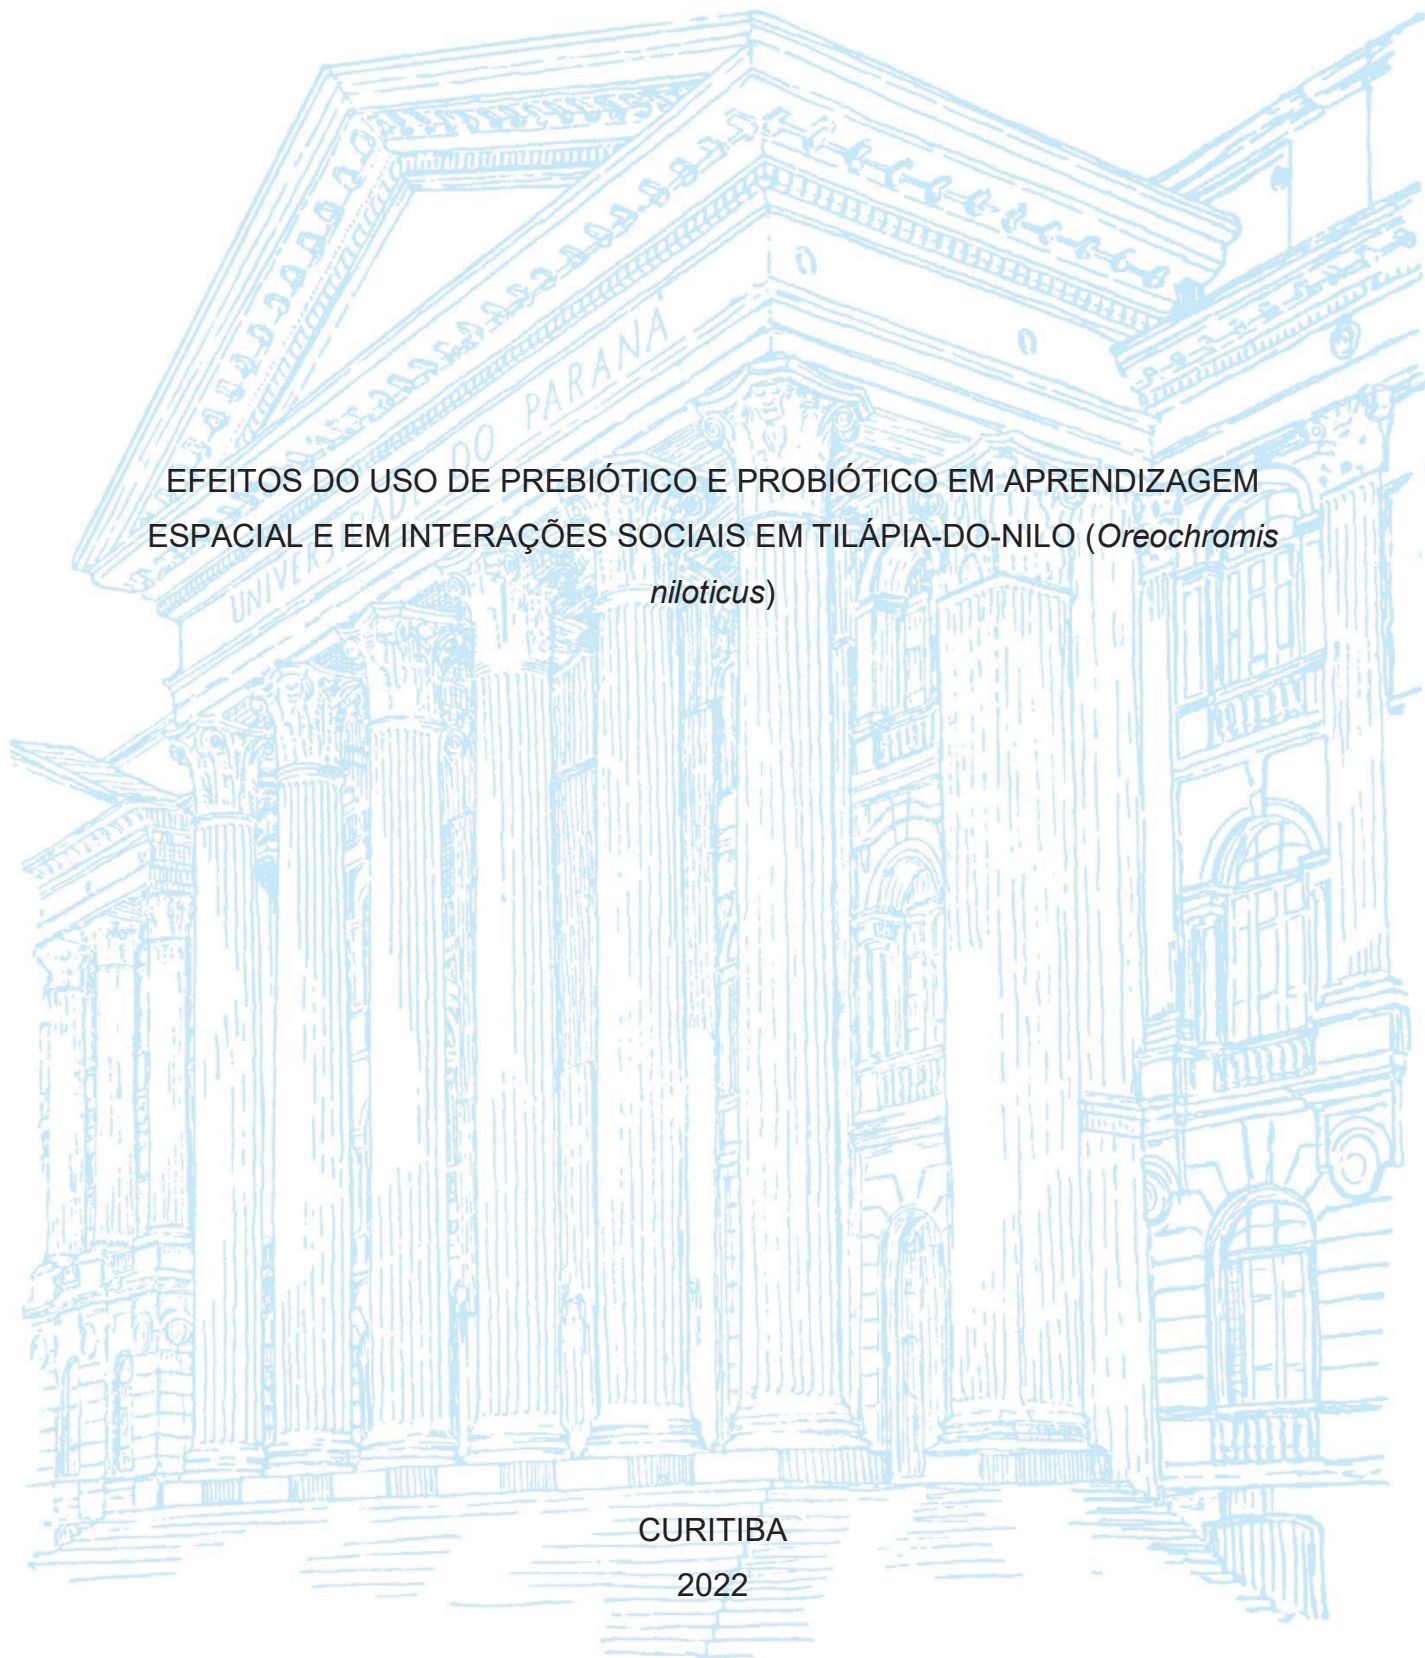 UNIVERSIDADE DO PARANÁ
EFEITOS DO USO DE PREBIÓTICO E PROBIÓTICO EM APRENDIZAGEM
ESPACIAL E EM INTERAÇÕES SOCIAIS EM TILÁPIA-DO-NILO (Oreochromis
niloticus)
CURITIBA
2022